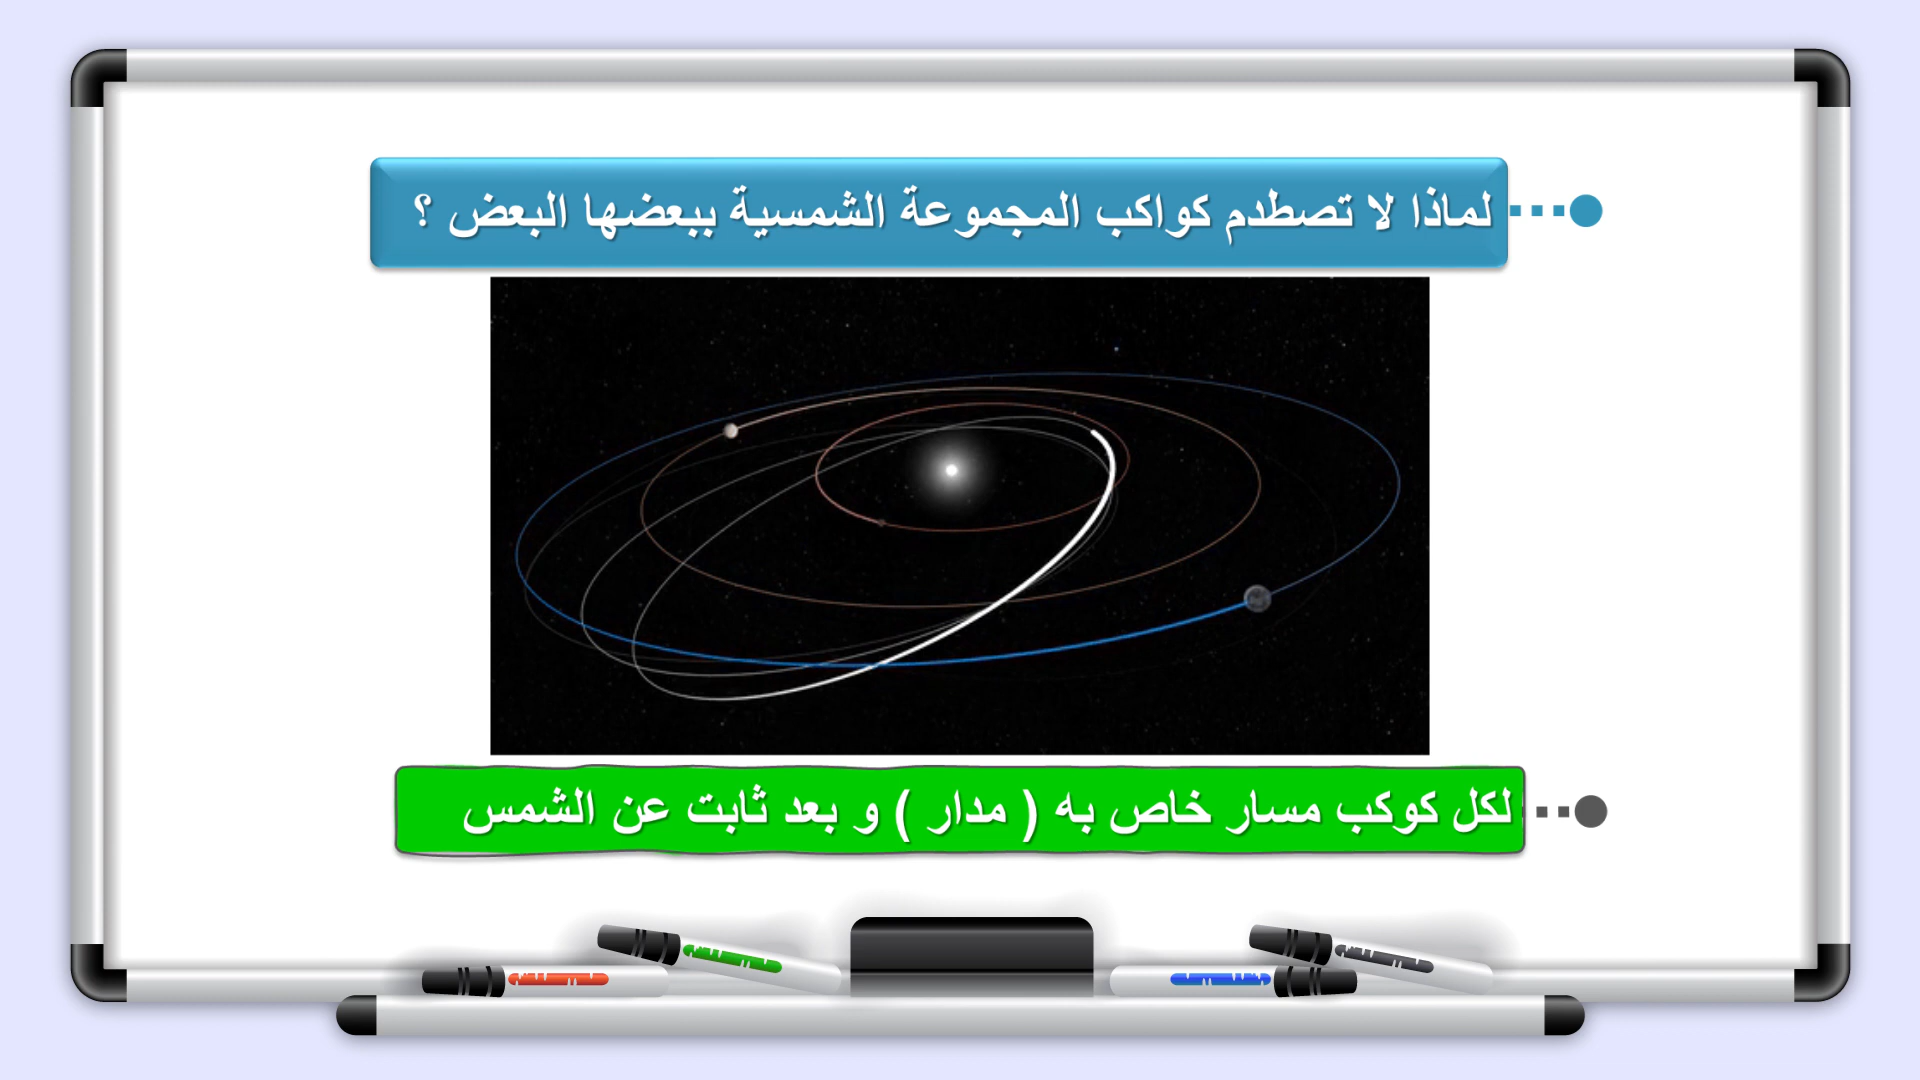 لماذا لا تصطدم كواكب المجموعة الشمسية ببعضها البعض ؟
لكل كوكب مسار خاص به ( مدار ) و بعد ثابت عن الشمس